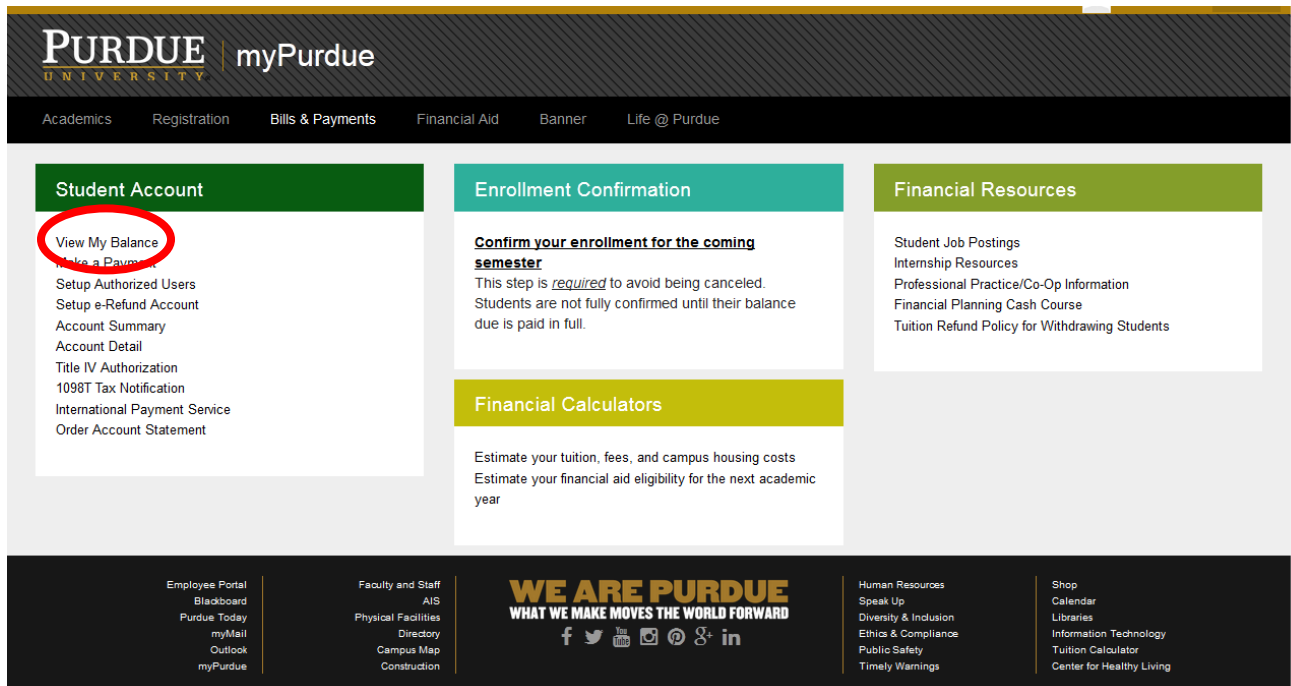 PURDUE
UNIVERSITY
myPurdue
Academics Registration Bills & Payments Financial Aid Banner Life @ Purdue
Student Account
View My Balance
Make a Payment
Setup Authorized Users
Setup e-Refund Account
Account Summary
Account Detail
Title IV Authorization
1098T Tax Notification
International Payment Service
Order Account Statement
Enrollment Confirmation
Confirm your enrollment for the coming
semester
This step is required to avoid being canceled.
Students are not fully confirmed until their balance
due is paid in full.
Financial Calculators
Estimate your tuition, fees, and campus housing costs
Estimate your financial aid eligibility for the next academic
year
Financial Resources
Student Job Postings
Internship Resources
Professional Practice/Co-Op Information
Financial Planning Cash Course
Tuition Refund Policy for Withdrawing Students
Employee Portal
Blackboard
Purdue Today
myMail
Outlook
myPurdue
Faculty and Staff
AIS
Physical Facilities
Directory
Campus Map
Construction
WE ARE PURDUE
WHAT WE MAKE MOVES THE WORLD FORWARD
f You Tube g+ in
Human Resources
Speak Up
Diversity & Inclusion
Ethics & Compliance
Public Safety
Timely Warnings
Shop
Calendar
Libraries
Information Technology
Tuition Calculator
Center for Healthy Living